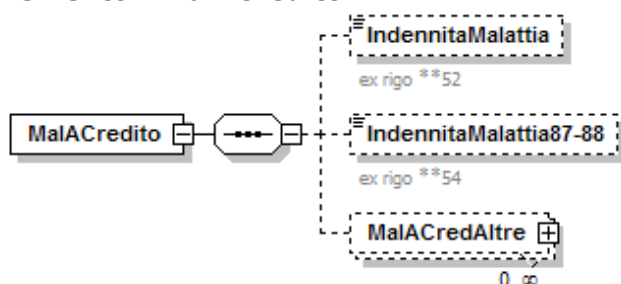 IndennitaMalattia
ex rigo **52
MalACredito
IndennitaMalattia87-88
ex rigo **54
MalACredAltre
0..∞